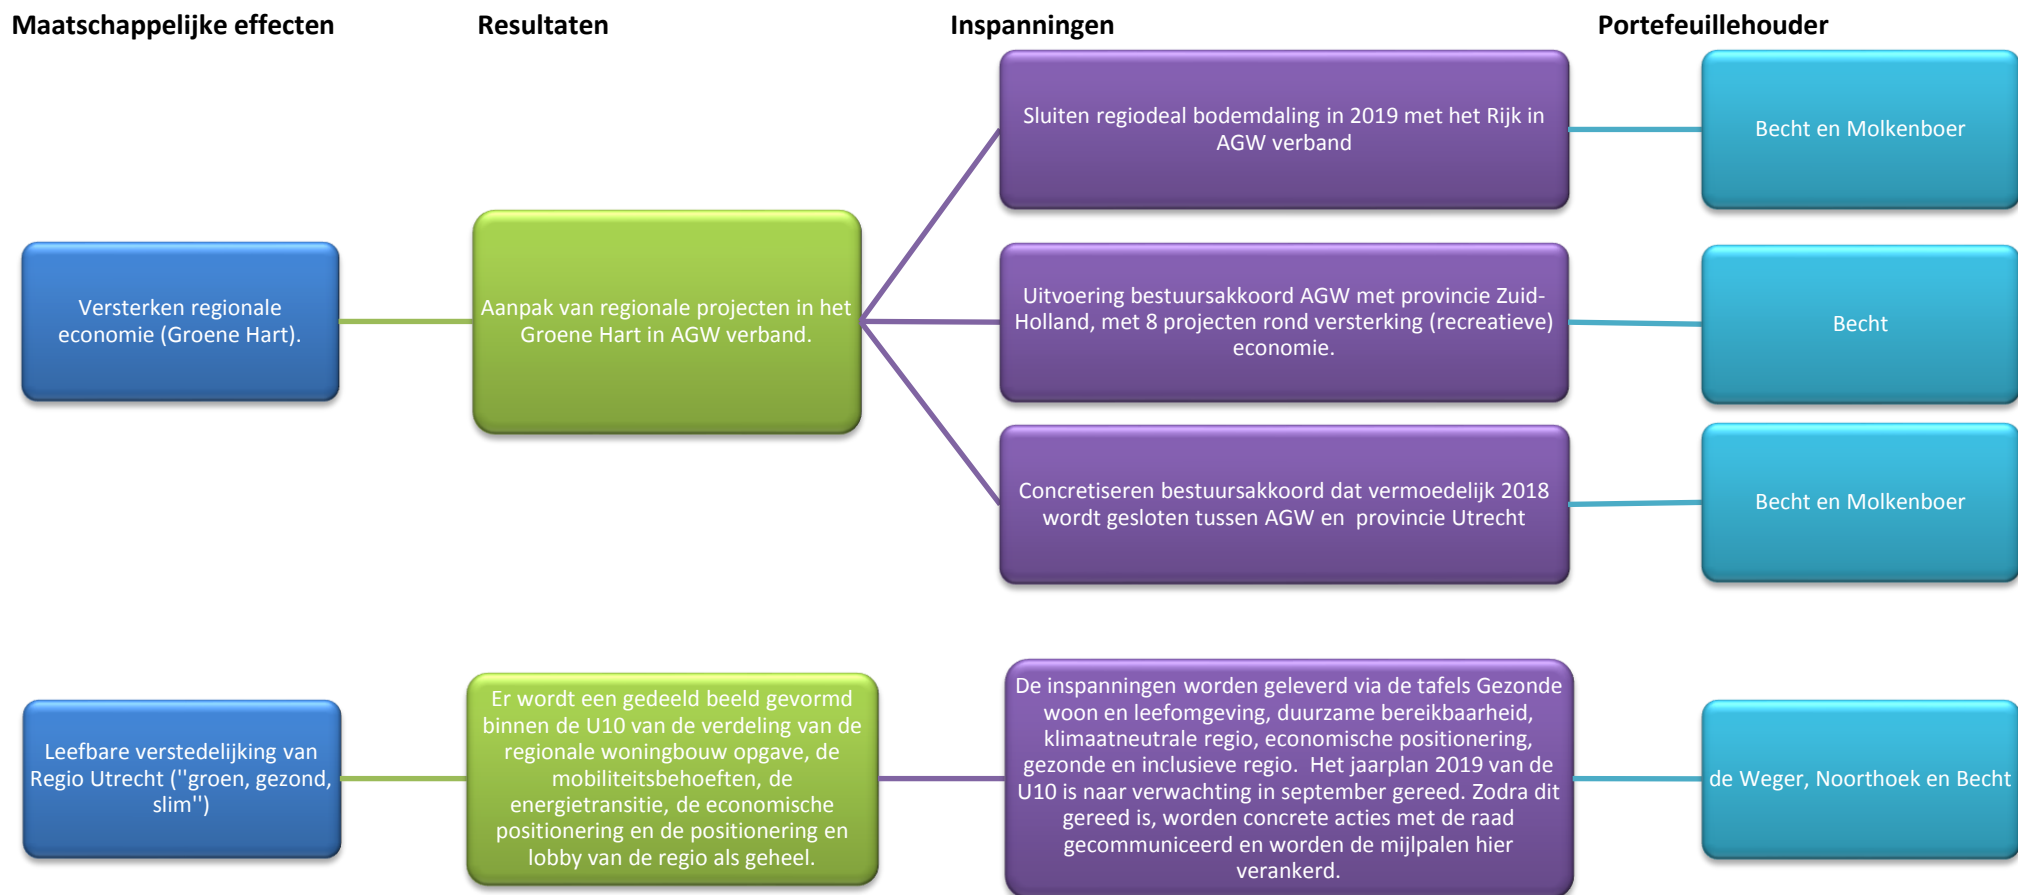 Maatschappelijke effecten
Resultaten
Inspanningen
Portefeuillehouder
Versterken regionale
economie (Groene Hart).
Aanpak van regionale projecten in het
Groene Hart in AGW verband.
Sluiten regiodeal bodemdaling in 2019 met het Rijk in
AGW verband
Becht en Molkenboer
Uitvoering bestuursakkoord AGW met provincie Zuid-
Holland, met 8 projecten rond versterking (recreatieve)
economie.
Becht
Concretiseren bestuursakkoord dat vermoedelijk 2018
wordt gesloten tussen AGW en  provincie Utrecht
Becht en Molkenboer
Leefbare verstedelijking van
Regio Utrecht (''groen, gezond,
slim'')
Er wordt een gedeeld beeld gevormd
binnen de U10 van de verdeling van de
regionale woningbouw opgave, de
mobiliteitsbehoeften, de
energietransitie, de economische
positionering en de positionering en
lobby van de regio als geheel.
De inspanningen worden geleverd via de tafels Gezonde
woon en leefomgeving, duurzame bereikbaarheid,
klimaatneutrale regio, economische positionering,
gezonde en inclusieve regio.  Het jaarplan 2019 van de
U10 is naar verwachting in september gereed. Zodra dit
gereed is, worden concrete acties met de raad
gecommuniceerd en worden de mijlpalen hier
verankerd.
de Weger, Noorthoek en Becht